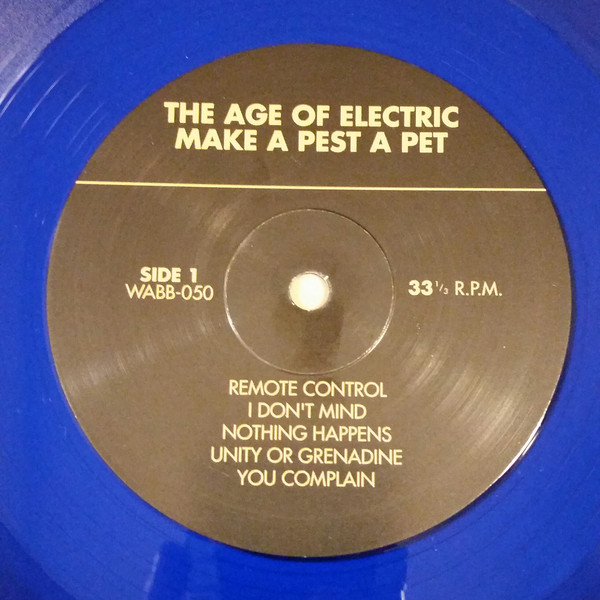 THE AGE OF ELECTRIC
MAKE A PEST A PET
SIDE 1
WABB-050
33 1/3 R.P.M.
REMOTE CONTROL
I DON'T MIND
NOTHING HAPPENS
UNITY OR GRENADINE
YOU COMPLAIN